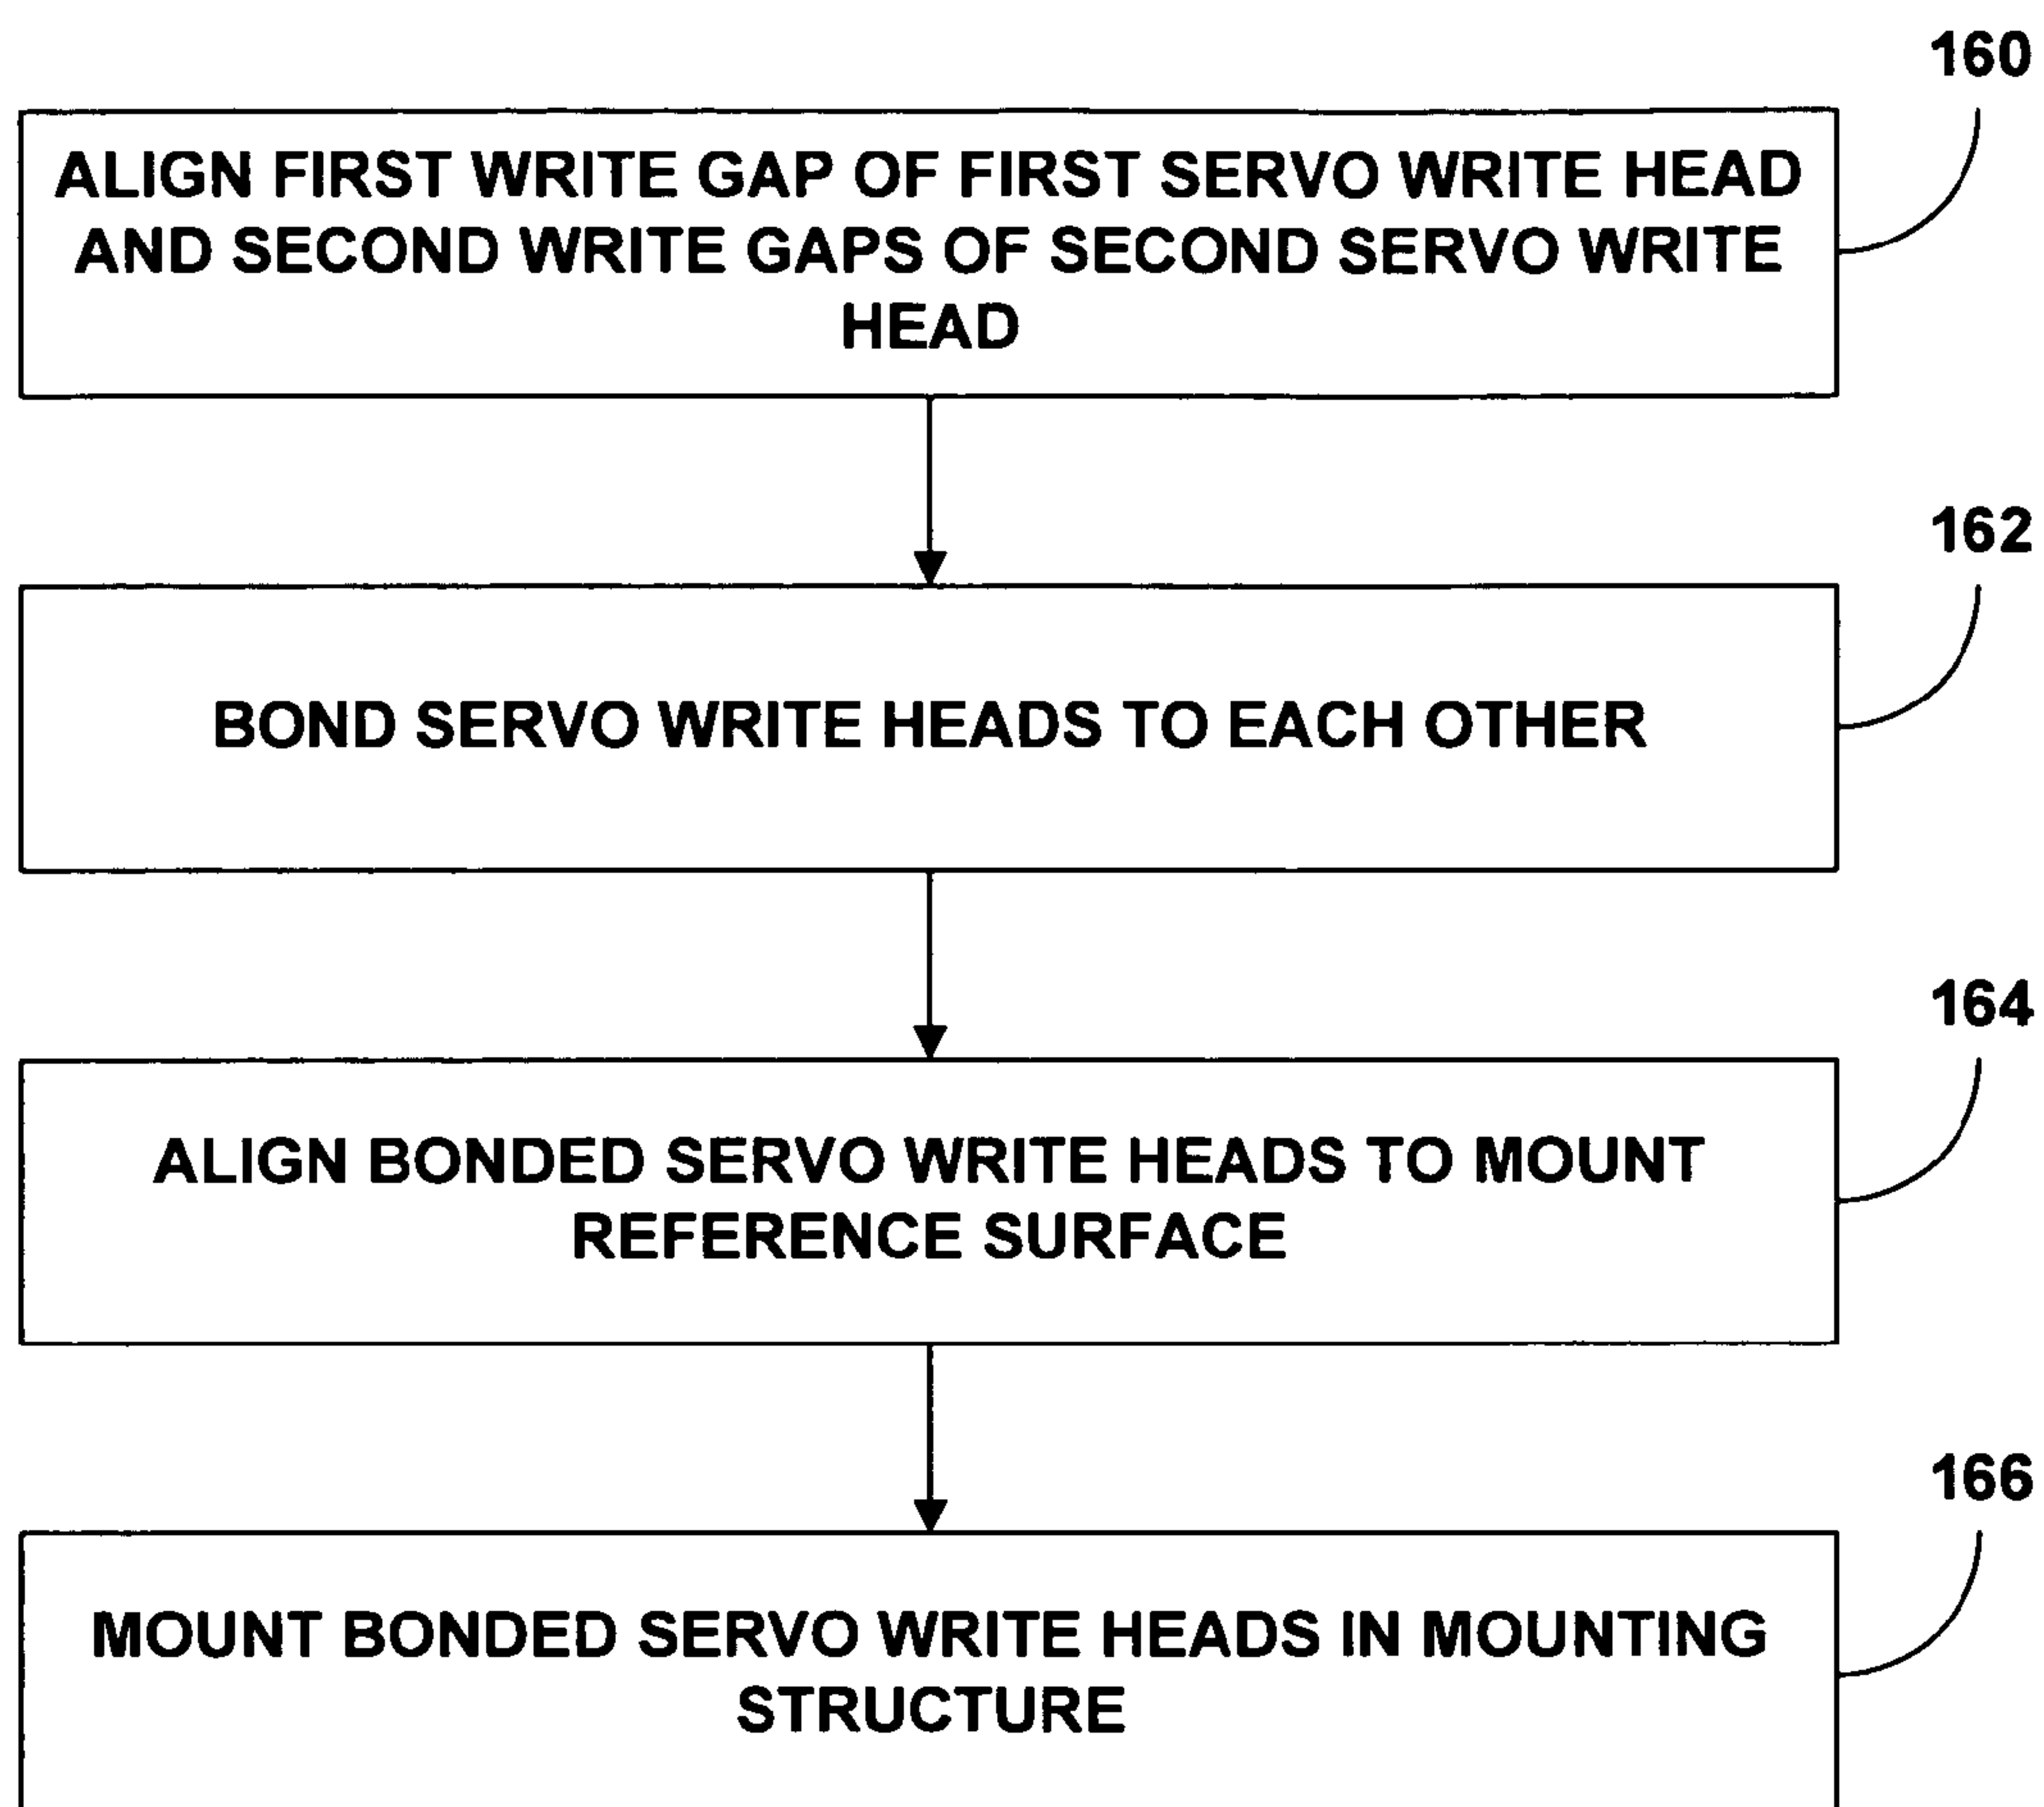 160
ALIGN FIRST WRITE GAP OF FIRST SERVO WRITE HEAD
AND SECOND WRITE GAPS OF SECOND SERVO WRITE
HEAD
162
BOND SERVO WRITE HEADS TO EACH OTHER
164
ALIGN BONDED SERVO WRITE HEADS TO MOUNT
REFERENCE SURFACE
166
MOUNT BONDED SERVO WRITE HEADS IN MOUNTING
STRUCTURE